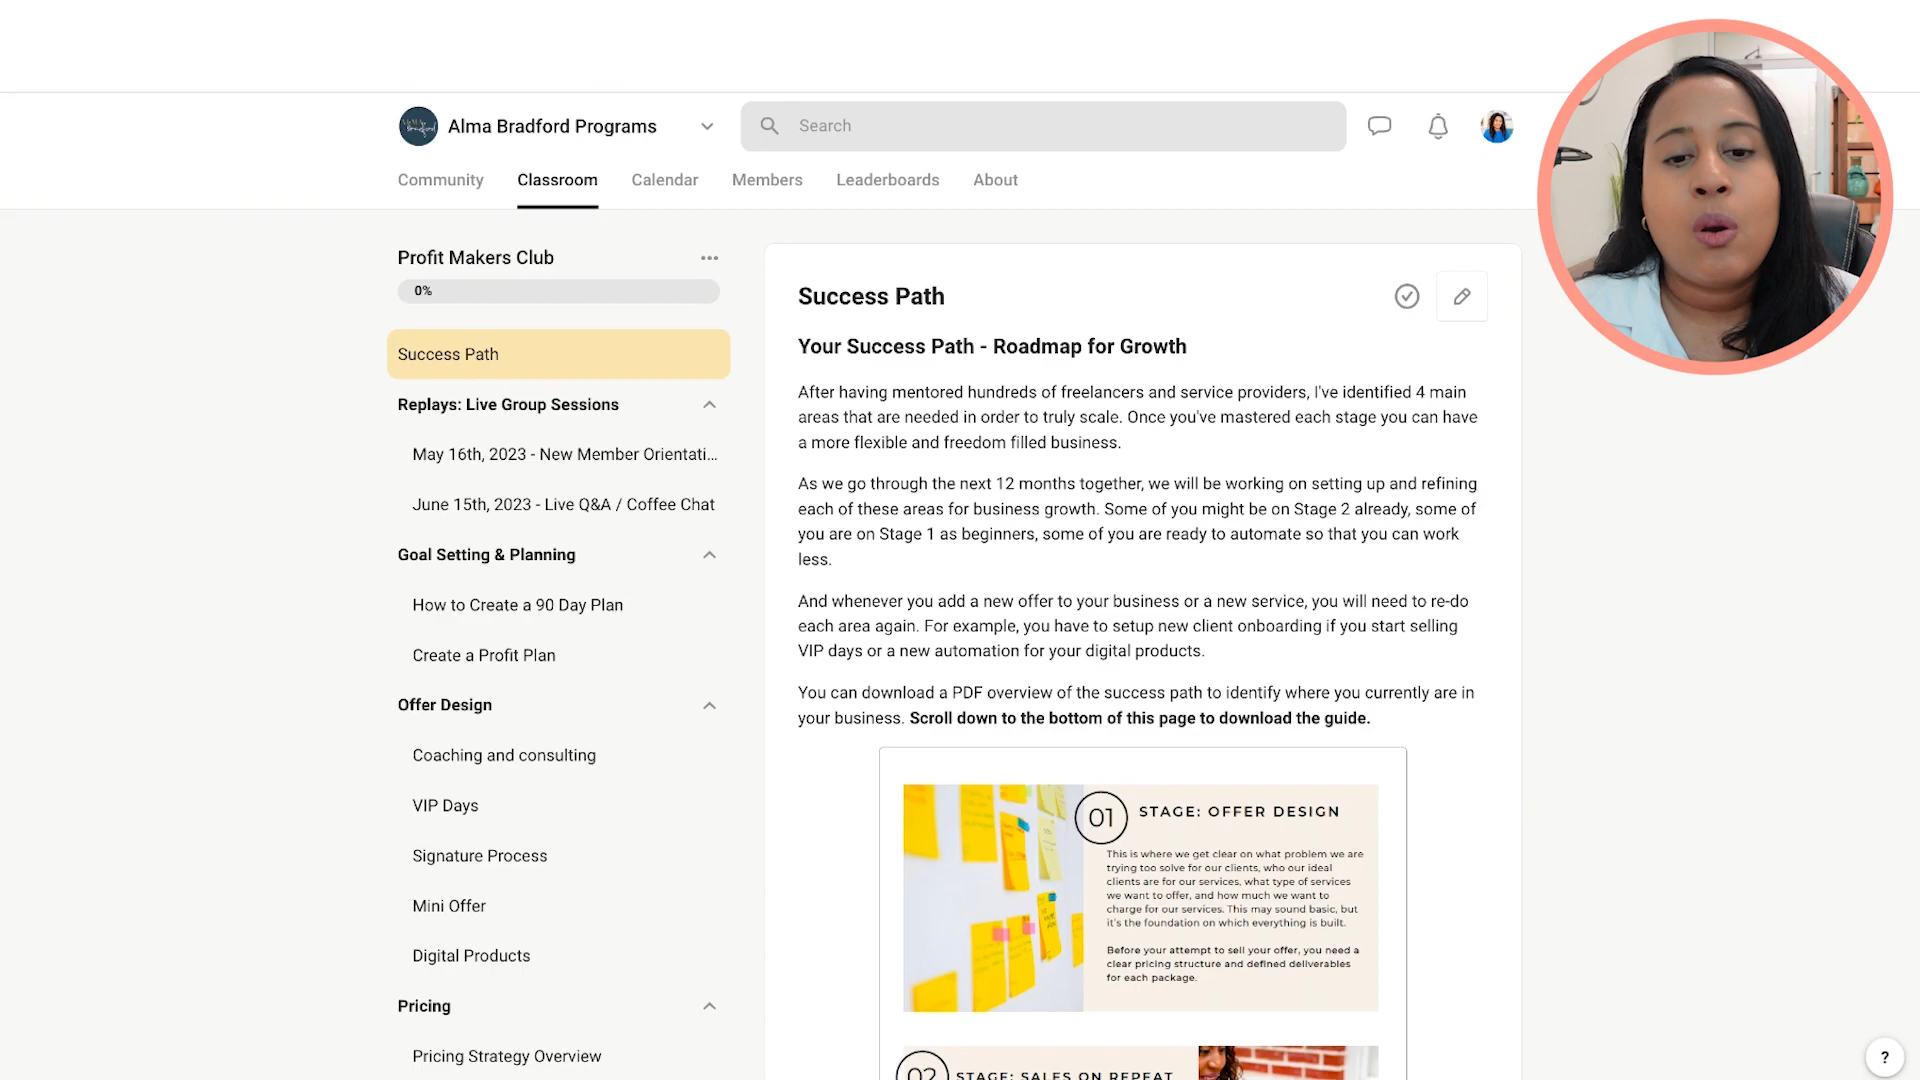 Alma Bradford Programs
Search
Community
Classroom
Calendar
Members
Leaderboards
About
Profit Makers Club
0%
Success Path
Replays: Live Group Sessions
May 16th, 2023 - New Member Orientati...
June 15th, 2023 - Live Q&A / Coffee Chat
Goal Setting & Planning
How to Create a 90 Day Plan
Create a Profit Plan
Offer Design
Coaching and consulting
VIP Days
Signature Process
Mini Offer
Digital Products
Pricing
Pricing Strategy Overview
Success Path
Your Success Path - Roadmap for Growth
After having mentored hundreds of freelancers and service providers, I've identified 4 main
areas that are needed in order to truly scale. Once you've mastered each stage you can have
a more flexible and freedom filled business.
As we go through the next 12 months together, we will be working on setting up and refining
each of these areas for business growth. Some of you might be on Stage 2 already, some of
you are on Stage 1 as beginners, some of you are ready to automate so that you can work
less.
And whenever you add a new offer to your business or a new service, you will need to re-do
each area again. For example, you have to setup new client onboarding if you start selling
VIP days or a new automation for your digital products.
You can download a PDF overview of the success path to identify where you currently are in
your business. Scroll down to the bottom of this page to download the guide.
01 STAGE: OFFER DESIGN
This is where we get clear on what problem we are
trying too solve for our clients, who our ideal
clients are for our services, what type of services
we want to offer, and how much we want to
charge for our services. This may sound basic, but
it's the foundation on which everything is built.
Before your attempt to sell your offer, you need a
clear pricing structure and defined deliverables
for each package.
02 STAGE: SALES ON REPEAT
?